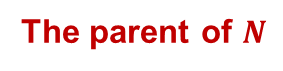 The parent of N